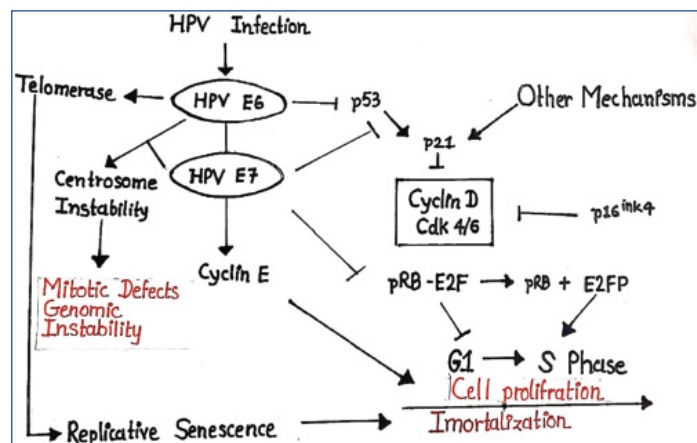 HPV Infection
Telomerase
HPV E6
p53
Other Mechanisms
p21
Centrosome
Instability
HPV E7
Cyclin D
Cdk 4/6
p16ink4
Mitotic Defects
Genomic
Instability
Cyclin E
pRB-E2F
pRB + E2FP
G1
S Phase
Cell prolifration
Imortalization
Replicative Senescence